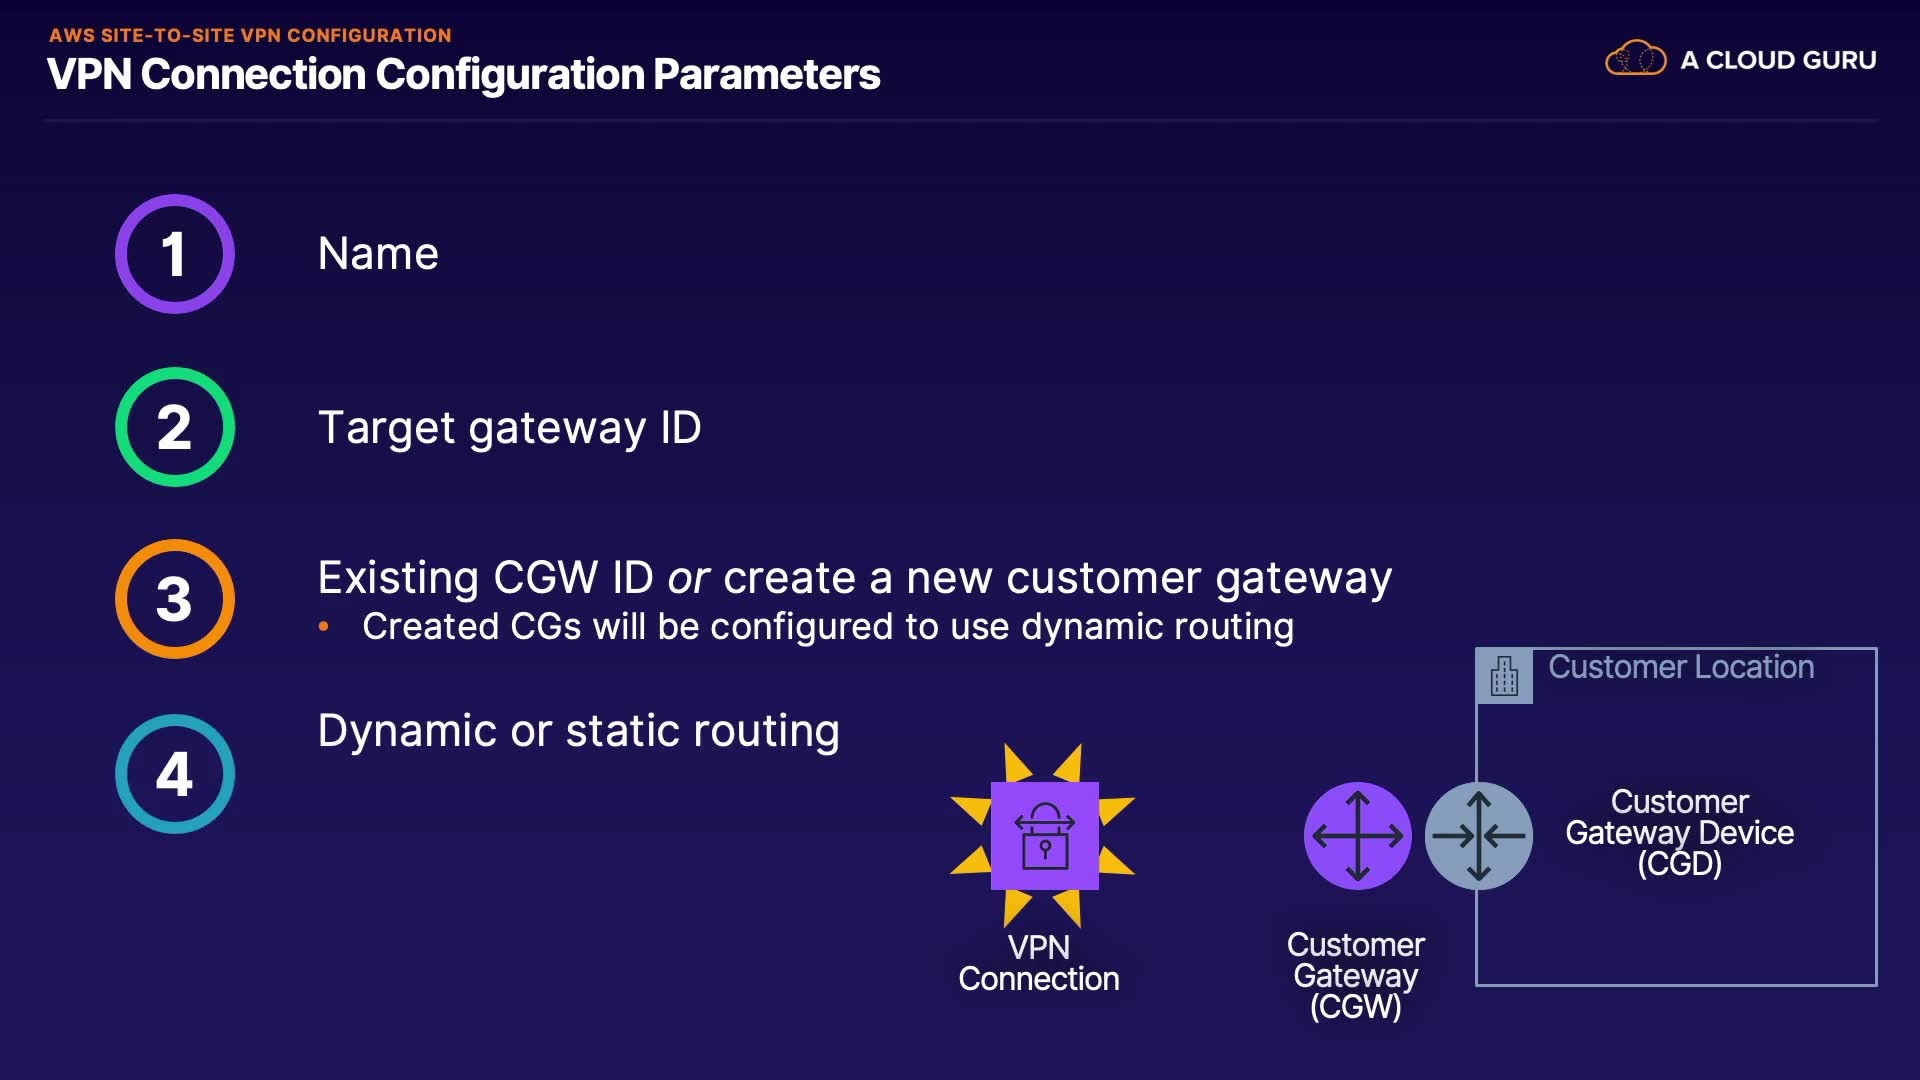 AWS SITE-TO-SITE VPN CONFIGURATION
VPN Connection Configuration Parameters
A CLOUD GURU
1
Name
2
Target gateway ID
3
Existing CGW ID or create a new customer gateway
• Created CGs will be configured to use dynamic routing
4
Dynamic or static routing
Customer Location
Customer
Gateway Device
(CGD)
VPN
Connection
Customer
Gateway
(CGW)